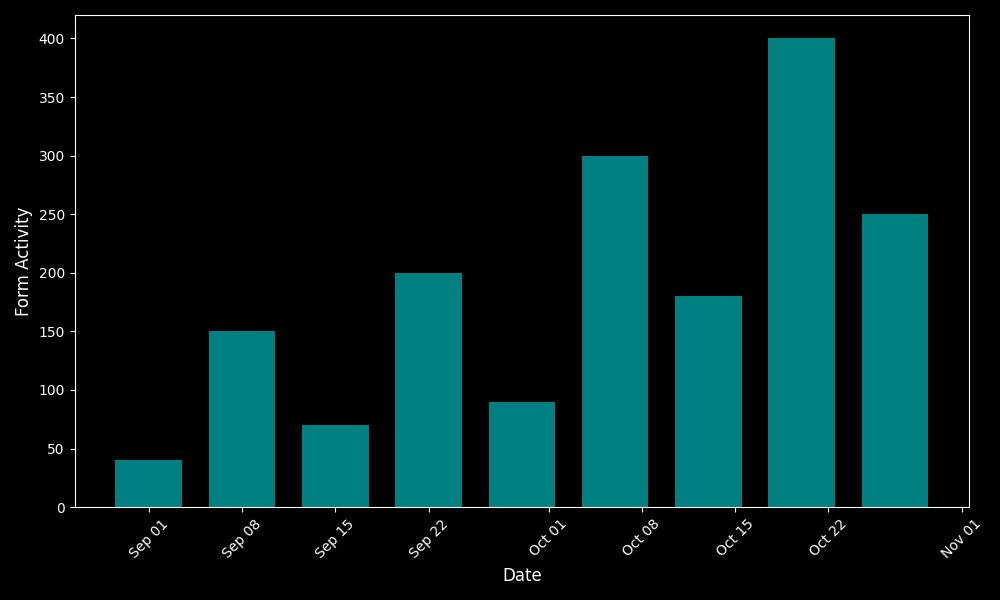 400
350
300
250
200
150
100
50
0
Form Activity
Sep 01
Sep 08
Sep 15
Sep 22
Oct 01
Oct 08
Oct 15
Oct 22
Nov 01
Date